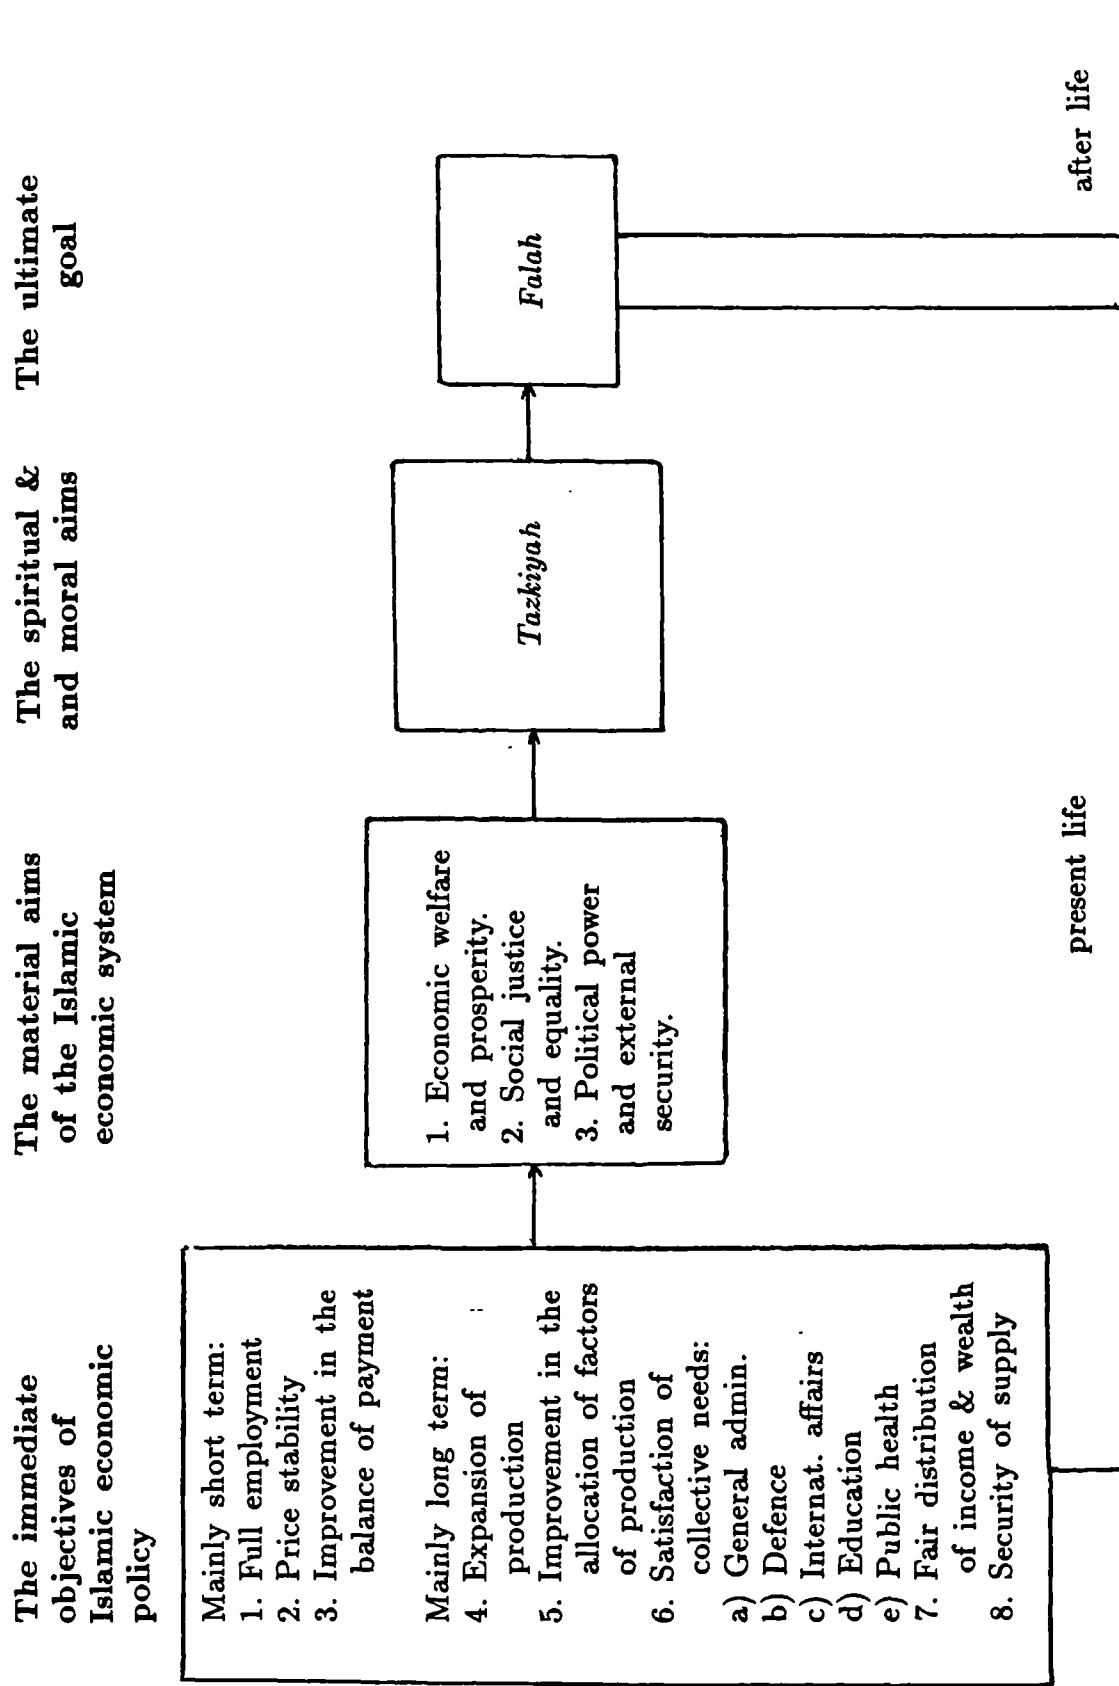 The immediate
objectives of
Islamic economic
policy
The material aims
of the Islamic
economic system
The spiritual &
and moral aims
The ultimate
goal
Mainly short term:
1. Full employment
2. Price stability
3. Improvement in the
balance of payment
Mainly long term:
4. Expansion of
production
5. Improvement in the
allocation of factors
of production
6. Satisfaction of
collective needs:
a) General admin.
b) Defence
c) Internat. affairs
d) Education
e) Public health
7. Fair distribution
of income & wealth
8. Security of supply
1. Economic welfare
and prosperity.
2. Social justice
and equality.
3. Political power
and external
security.
Tazkiyah
Falah
present life
after life